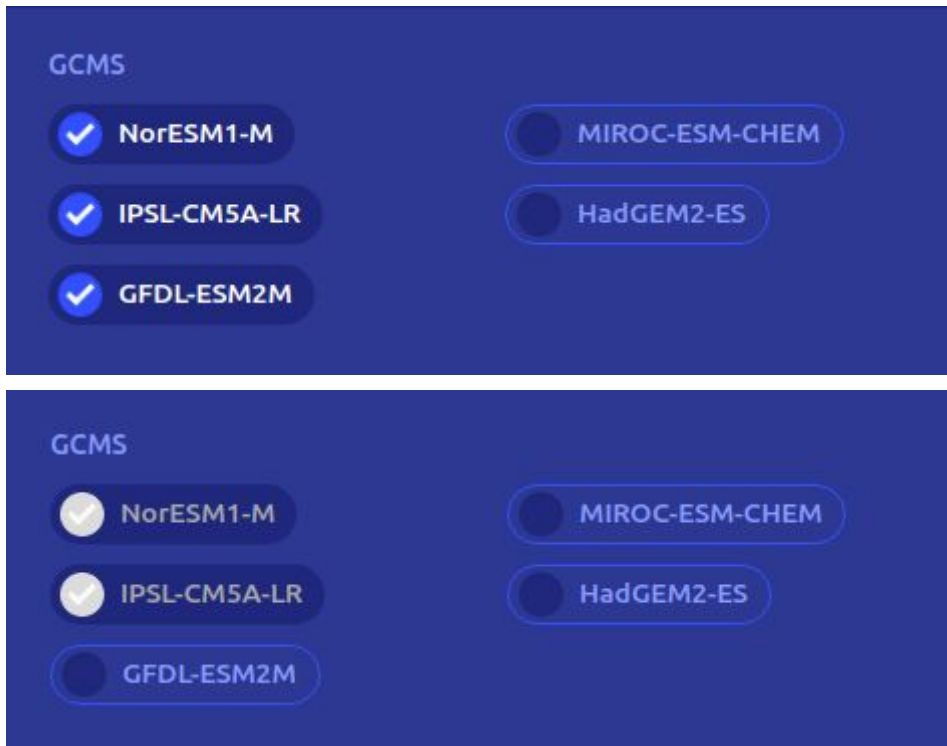 GCMS
NorESM1-M
MIROC-ESM-CHEM
IPSL-CM5A-LR
HadGEM2-ES
GFDL-ESM2M
GCMS
NorESM1-M
MIROC-ESM-CHEM
IPSL-CM5A-LR
HadGEM2-ES
GFDL-ESM2M